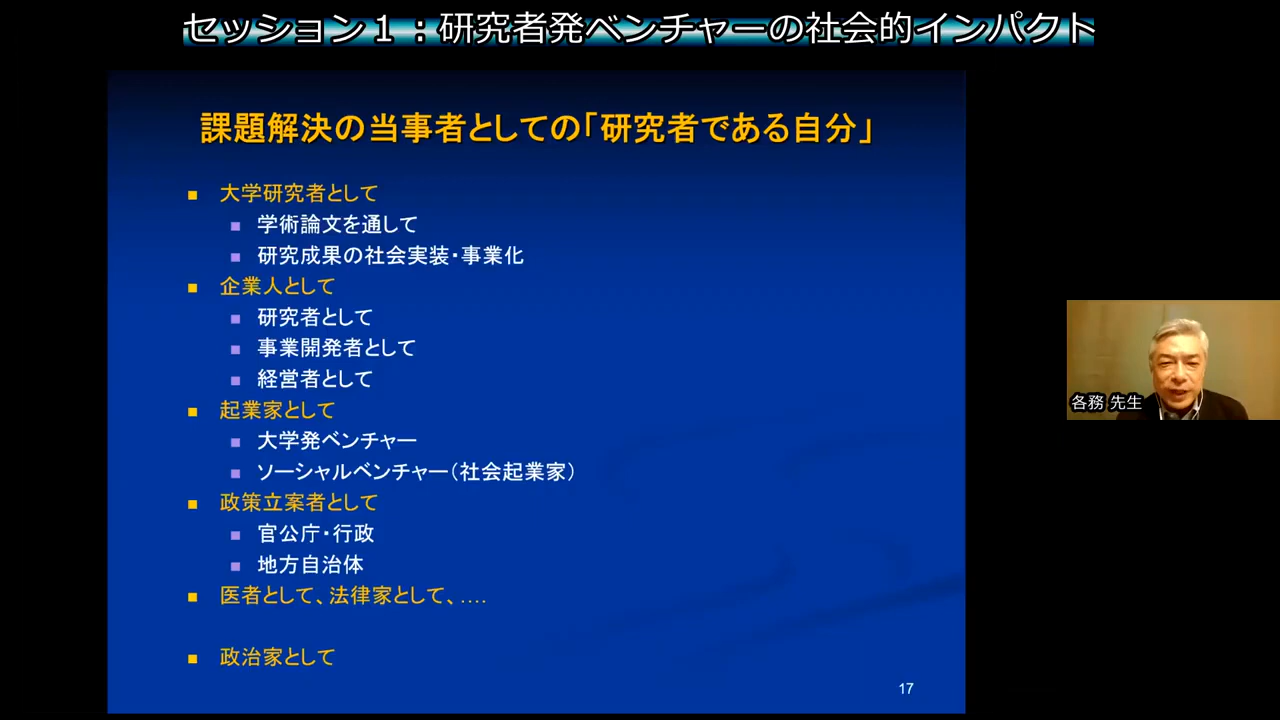 セッション１：研究者発ベンチャーの社会的インパクト
課題解決の当事者としての「研究者である自分」
大学研究者として
学術論文を通して
研究成果の社会実装・事業化
企業人として
研究者として
事業開発者として
経営者として
起業家として
大学発ベンチャー
ソーシャルベンチャー（社会起業家）
政策立案者として
官公庁・行政
地方自治体
医者として、法律家として、‥‥
政治家として
17
各務 先生